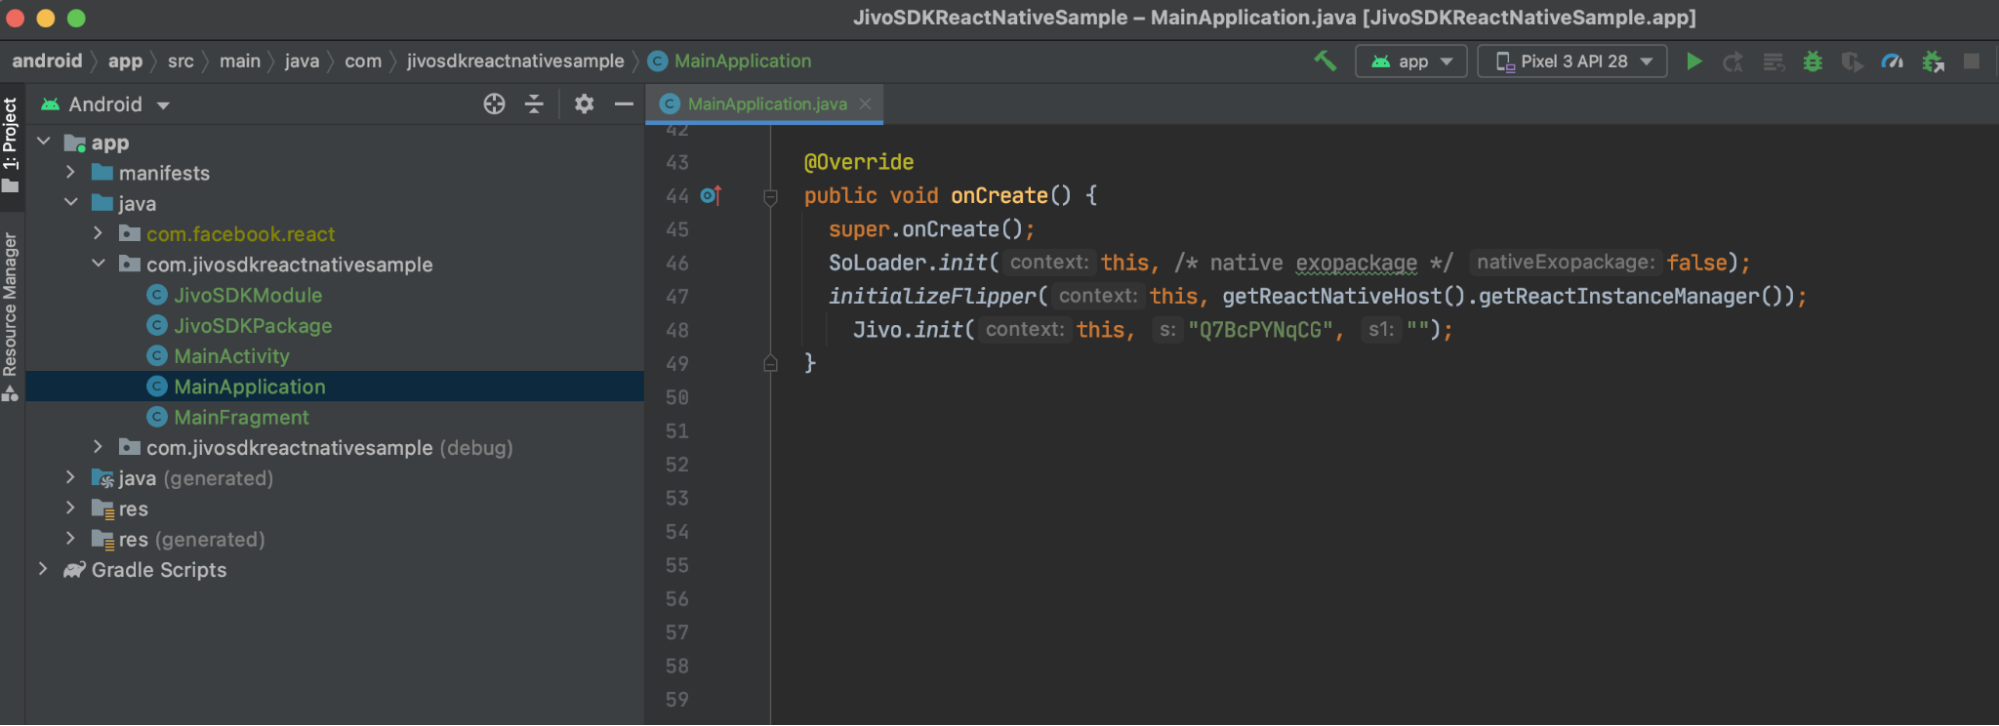 JivoSDKReactNativeSample – MainApplication.java [JivoSDKReactNativeSample.app]
android app src main java com jivosdkreactnativesample MainApplication app Pixel 3 API 28
1: Project
Resource Manager
Android
app
manifests
java
com.facebook.react
com.jivosdkreactnativesample
JivoSDKModule
JivoSDKPackage
MainActivity
MainApplication
MainFragment
com.jivosdkreactnativesample (debug)
java (generated)
res
res (generated)
Gradle Scripts
MainApplication.java
42
43 @Override
44 public void onCreate() {
45 super.onCreate();
46 SoLoader.init( context: this, /* native exopackage */ nativeExopackage: false);
47 initializeFlipper( context: this, getReactNativeHost().getReactInstanceManager());
48 Jivo.init( context: this, s: "Q7BcPYNqCG", s1: "");
49 }
50
51
52
53
54
55
56
57
58
59